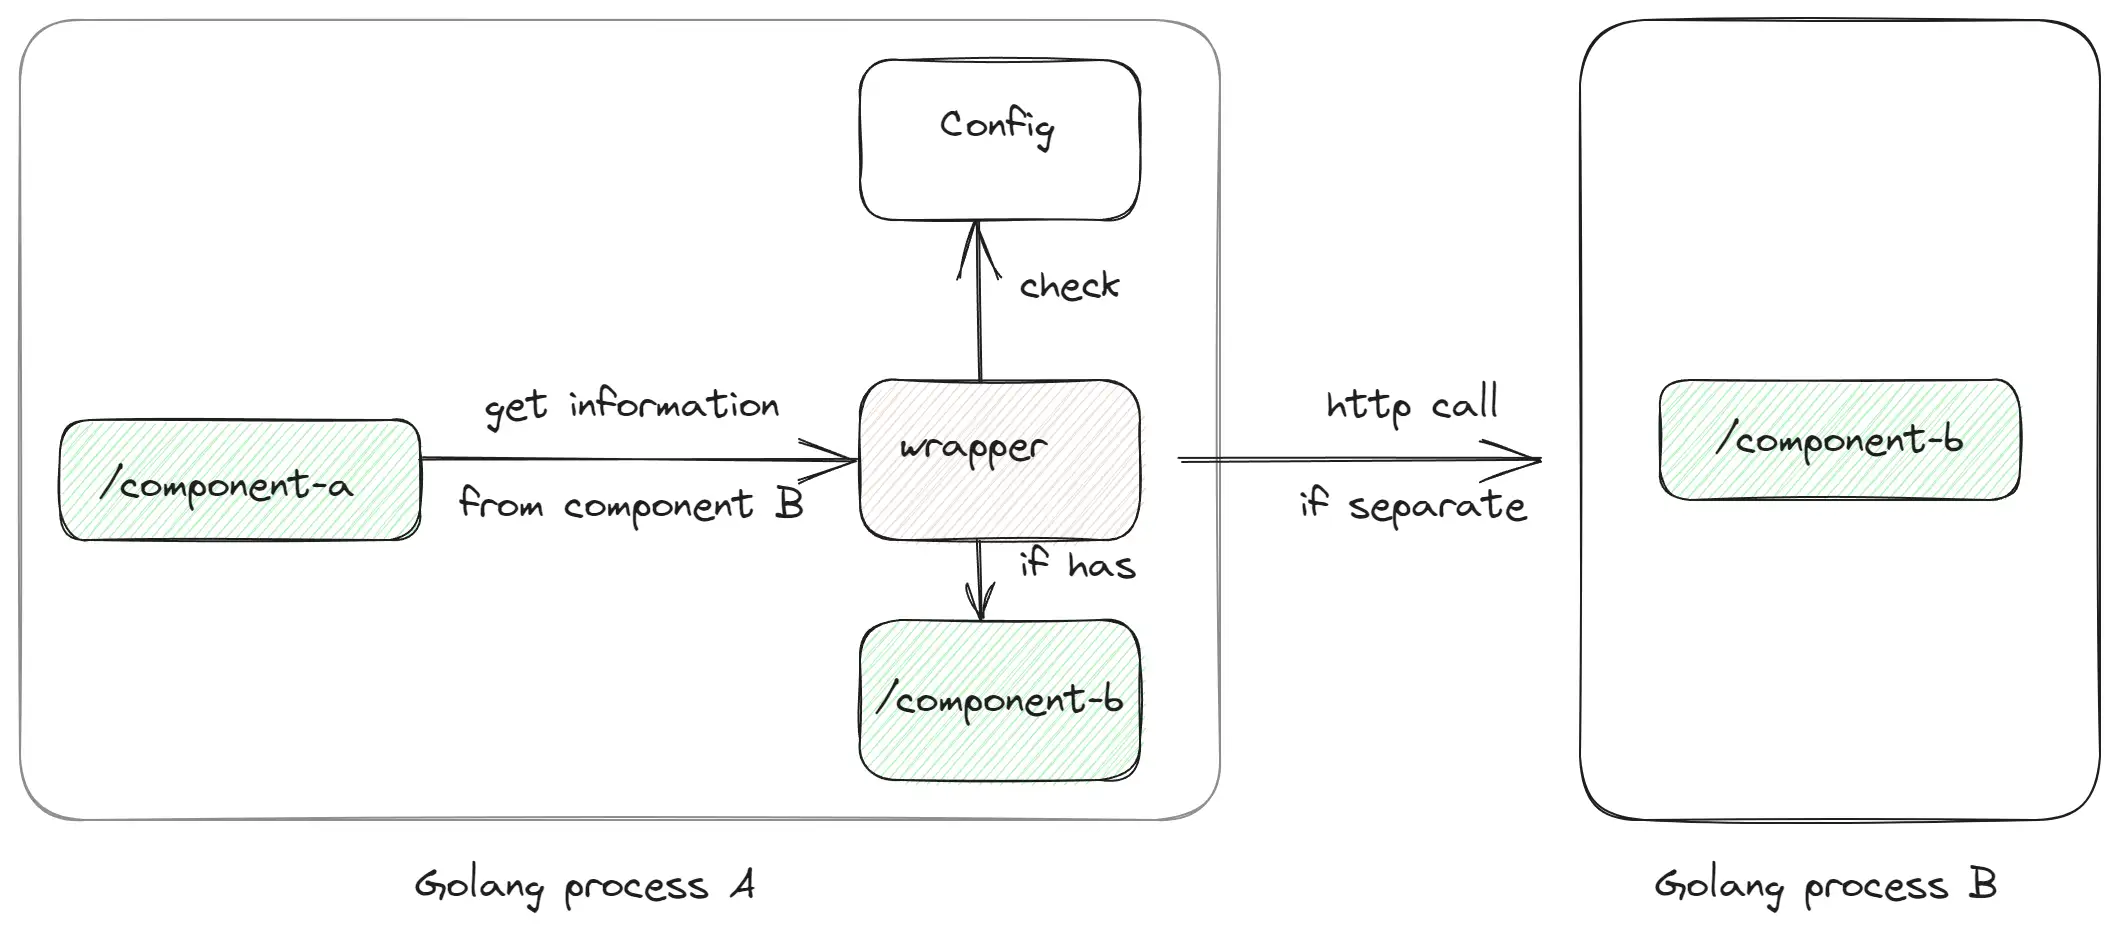 Config
check
get information
from component B
/component-a
wrapper
http call
if separate
/component-b
if has
/component-b
Golang process A
Golang process B